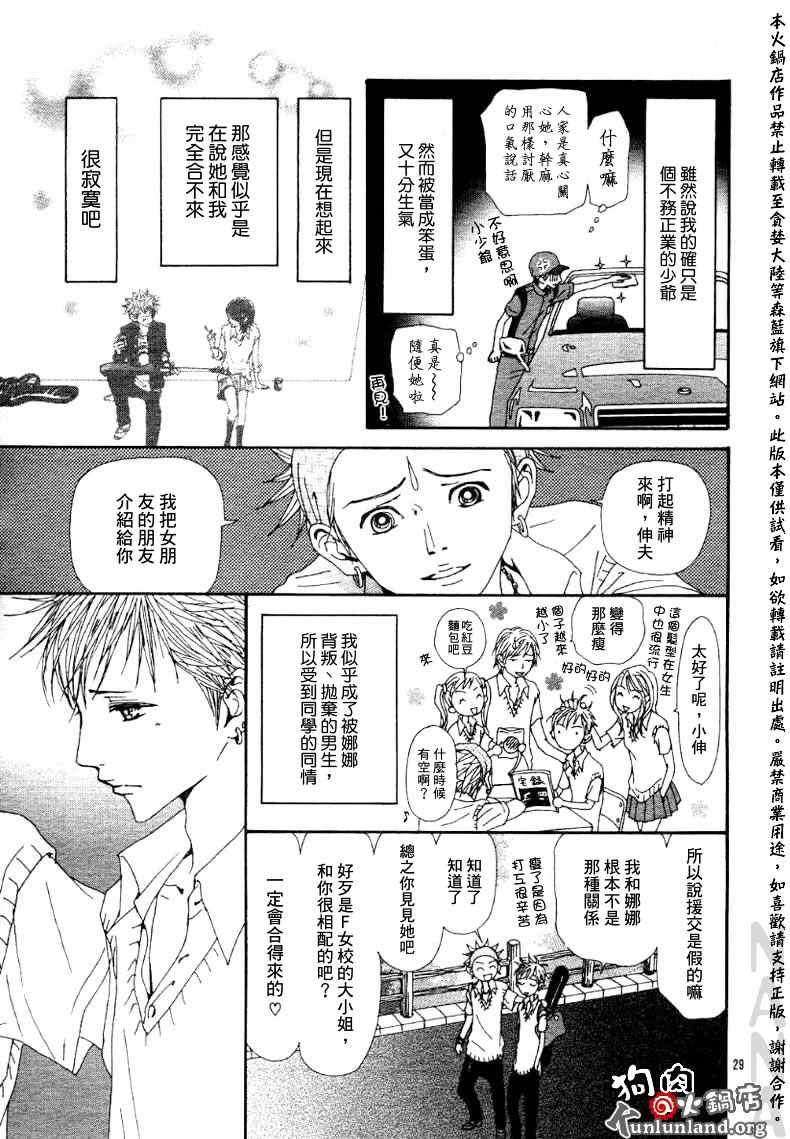 雖然說我的確只是
個不務正業的少爺
什麼嘛
人家是真心關
心她，幹麻
用那樣討厭
的口氣說話
不好意思啊
小少爺
真是～～
隨便她啦
再見！
然而被當成笨蛋，
又十分生氣
但是現在想起來
那感覺似乎是
在說她和我
完全合不來
很寂寞吧
打起精神
來啊，伸夫
我把女朋
友的朋友
介紹給你
太好了呢，小伸
這個髮型在女生
中也很流行
變得
那麼瘦
好的好的
個子越來
越小了
吃紅豆
麵包吧
來
什麼時候
有空啊？
我似乎成了被娜娜
背叛、拋棄的男生，
所以受到同學的同情
所以說援交是
假的嘛
我和娜娜
根本不是
那種關係
瘦了是因為
打工很辛苦
知道了
知道了
總之你見見她吧
好歹是F女校的大小姐，
和你很相配的吧？
一定會合得來的♡
29
狗肉
火鍋店
kunlunland.org
NANA
本火鍋店作品禁止轉載至貪婪大陸等森藍旗下網站。此版本僅供試看，如欲轉載請註明出處。嚴禁商業用途，如喜歡請支持正版，謝謝合作。